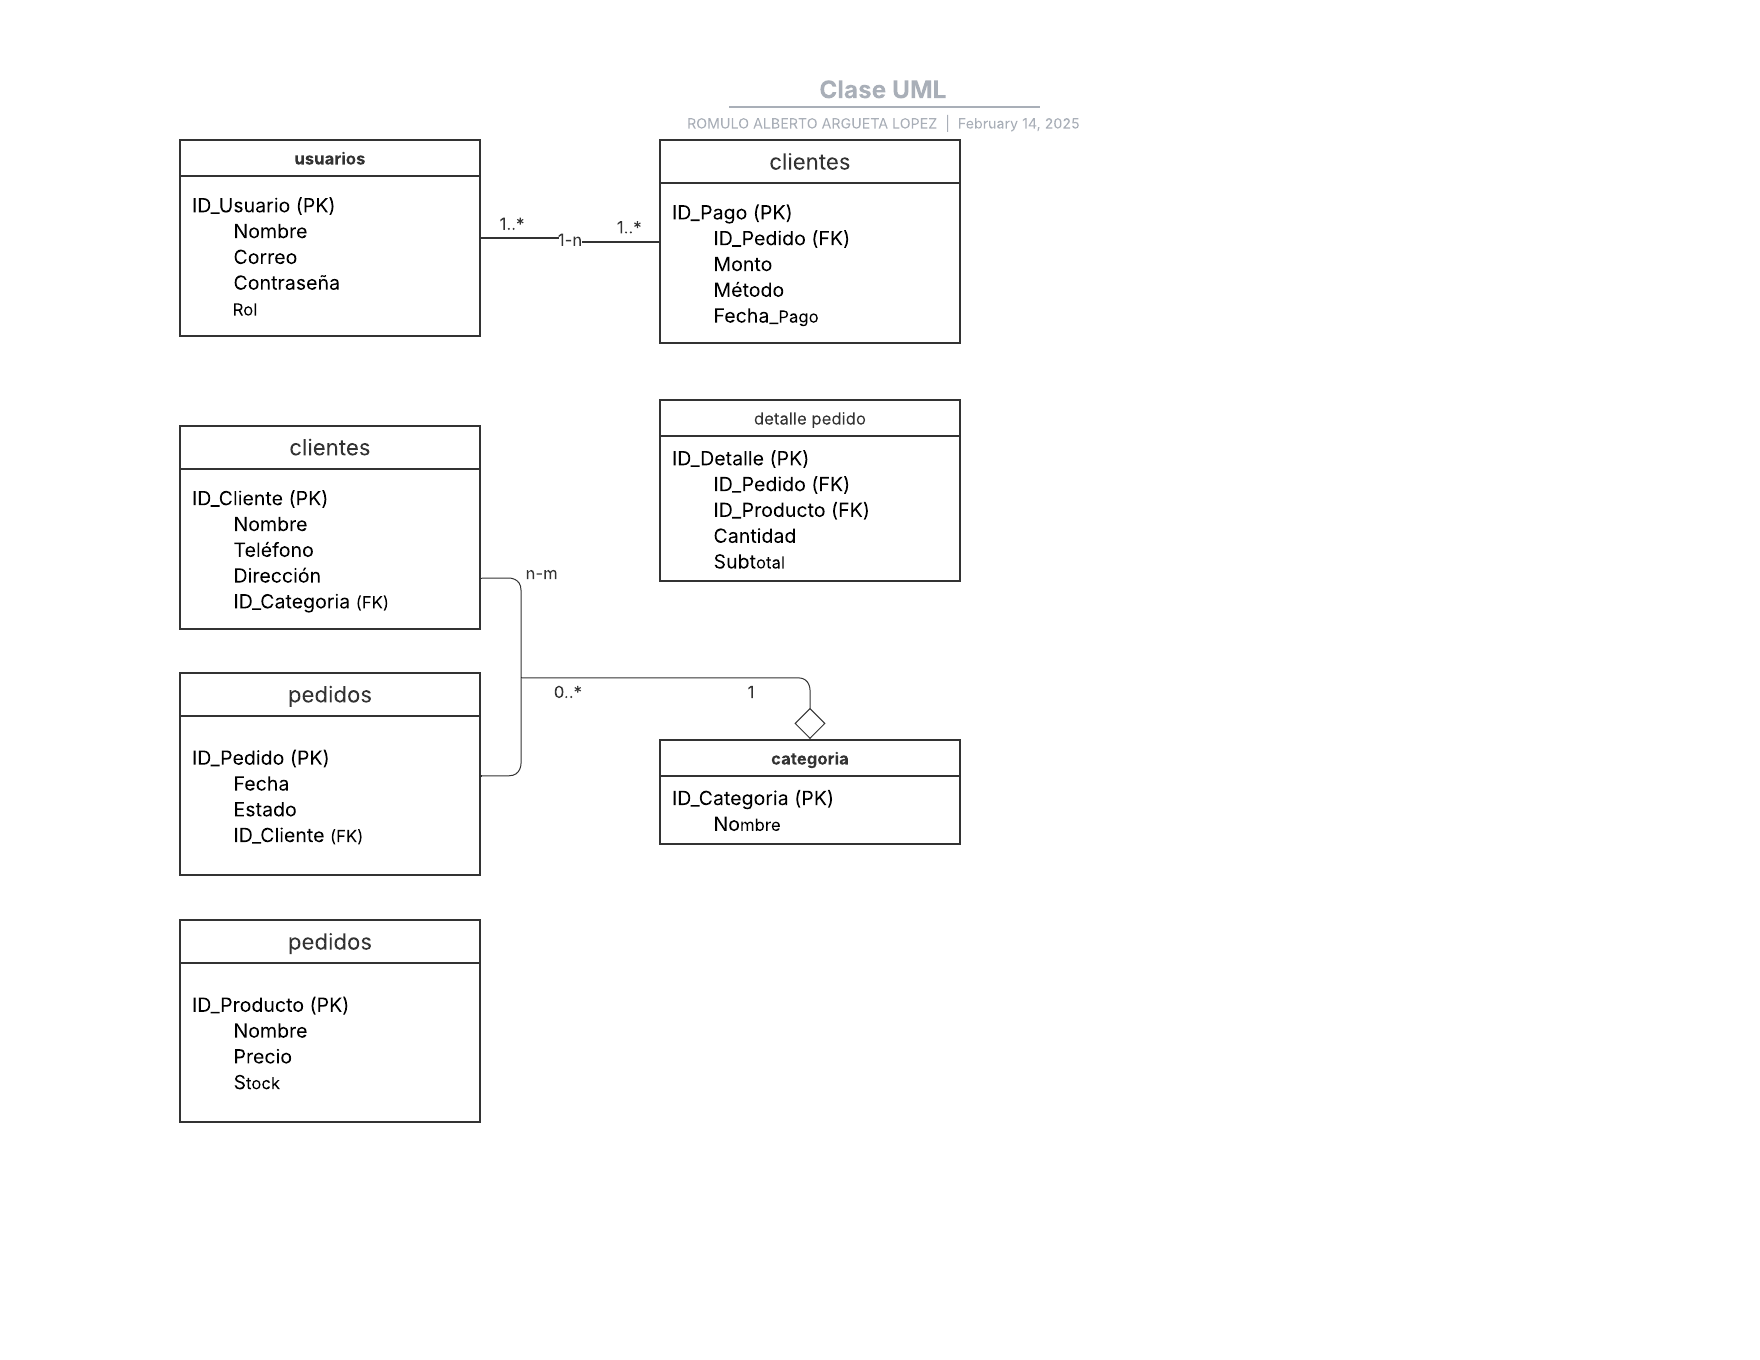 Clase UML
ROMULO ALBERTO ARGUETA LOPEZ | February 14, 2025
usuarios
ID_Usuario (PK)
Nombre
Correo
Contraseña
Rol
1..*
1-n
1..*
clientes
ID_Pago (PK)
ID_Pedido (FK)
Monto
Método
Fecha_Pago
clientes
ID_Cliente (PK)
Nombre
Teléfono
Dirección
ID_Categoria (FK)
detalle pedido
ID_Detalle (PK)
ID_Pedido (FK)
ID_Producto (FK)
Cantidad
Subtotal
n-m
0..*
1
pedidos
ID_Pedido (PK)
Fecha
Estado
ID_Cliente (FK)
categoria
ID_Categoria (PK)
Nombre
pedidos
ID_Producto (PK)
Nombre
Precio
Stock